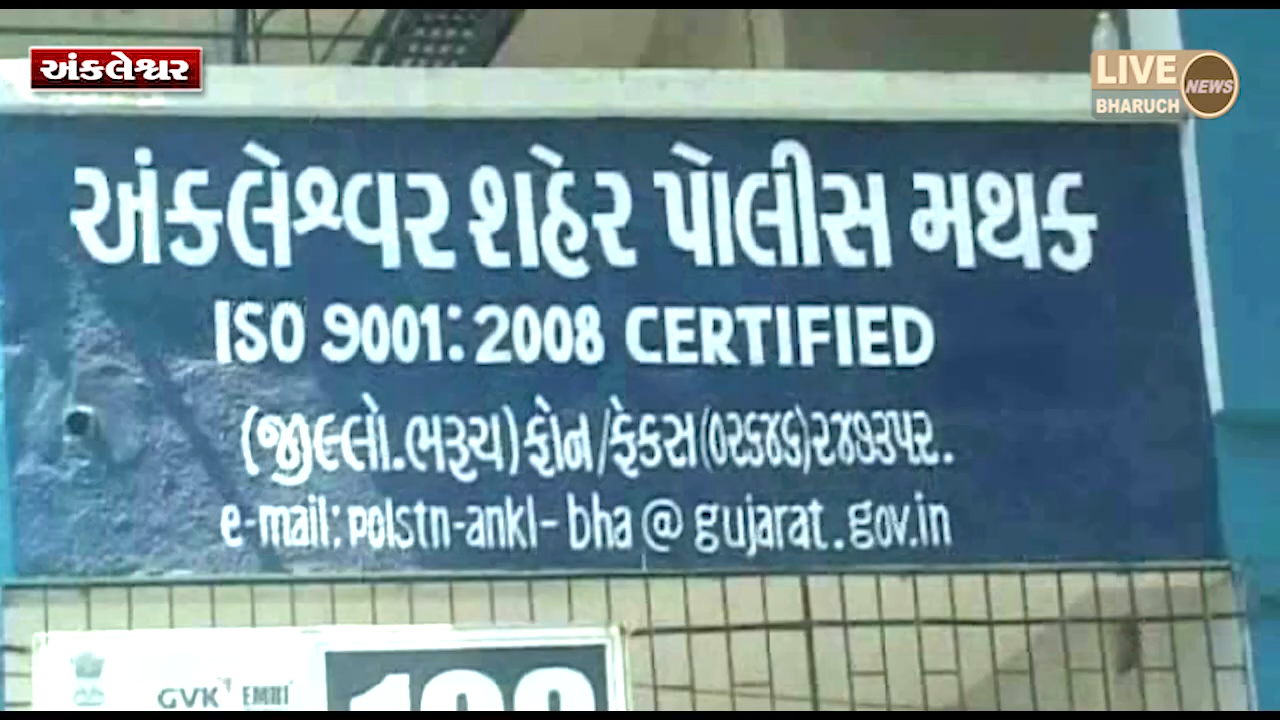 અંકલેશ્વર
LIVE
BHARUCH
NEWS
અંકલેશ્વર શહેર પોલીસ મથક
ISO 9001:2008 CERTIFIED
(જીલ્લો.ભરૂચ) ફોન/ફેકસ(૦૨૬૪૬)૨૪૭૩૫૨.
e-mail: polstn-ankl-bha@gujarat.gov.in
GVK EMRI